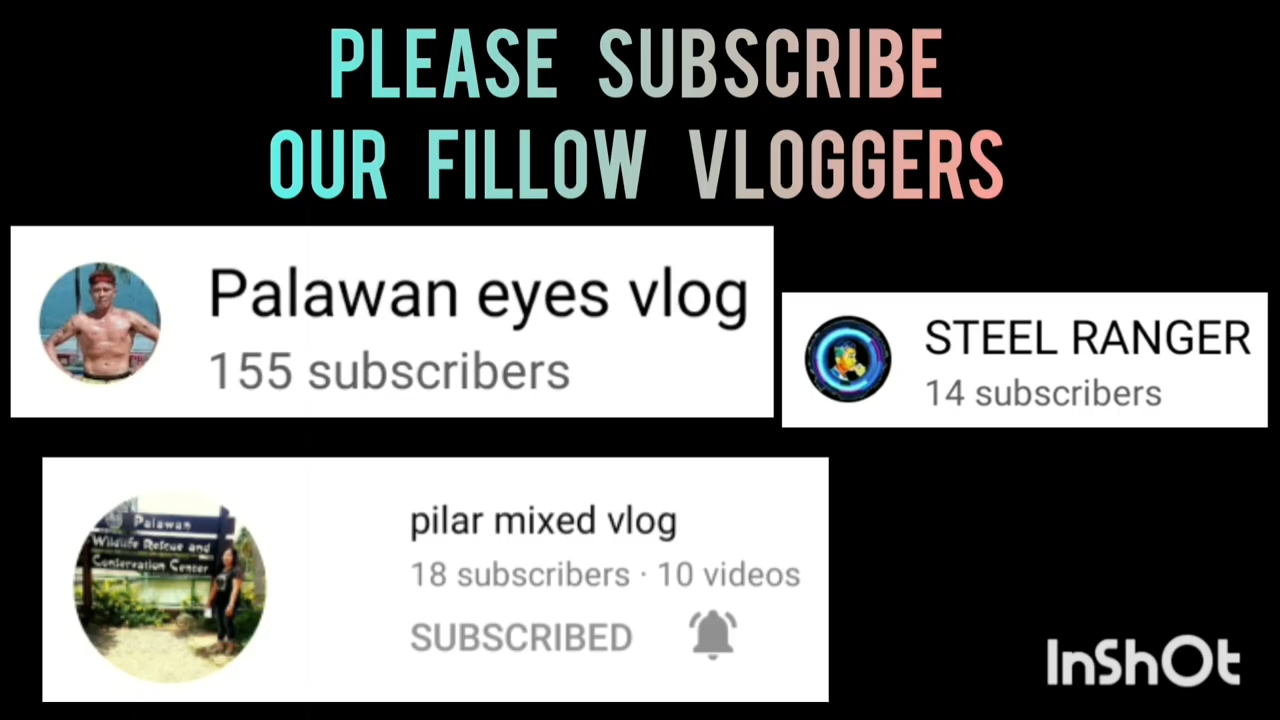 PLEASE SUBSCRIBE
OUR FILLOW VLOGGERS
Palawan eyes vlog
155 subscribers
STEEL RANGER
14 subscribers
Palawan
Wildlife Rescue and
Conservation Center
pilar mixed vlog
18 subscribers · 10 videos
SUBSCRIBED
InShOt